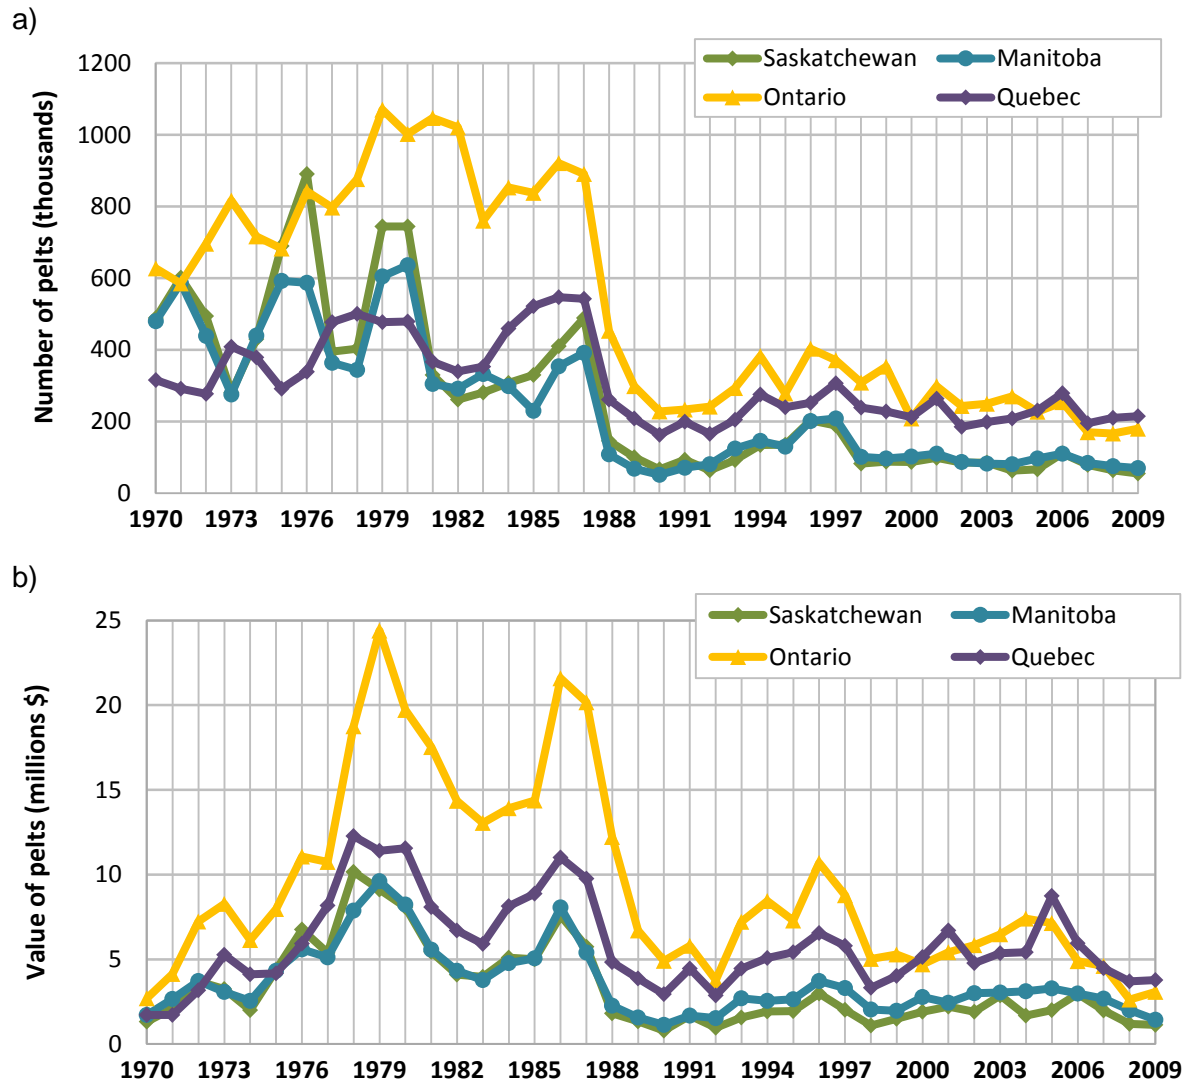 a)
Saskatchewan Manitoba
Ontario Quebec
Number of pelts (thousands)
1200
1000
800
600
400
200
0
1970 1973 1976 1979 1982 1985 1988 1991 1994 1997 2000 2003 2006 2009
b)
Saskatchewan Manitoba
Ontario Quebec
Value of pelts (millions $)
25
20
15
10
5
0
1970 1973 1976 1979 1982 1985 1988 1991 1994 1997 2000 2003 2006 2009